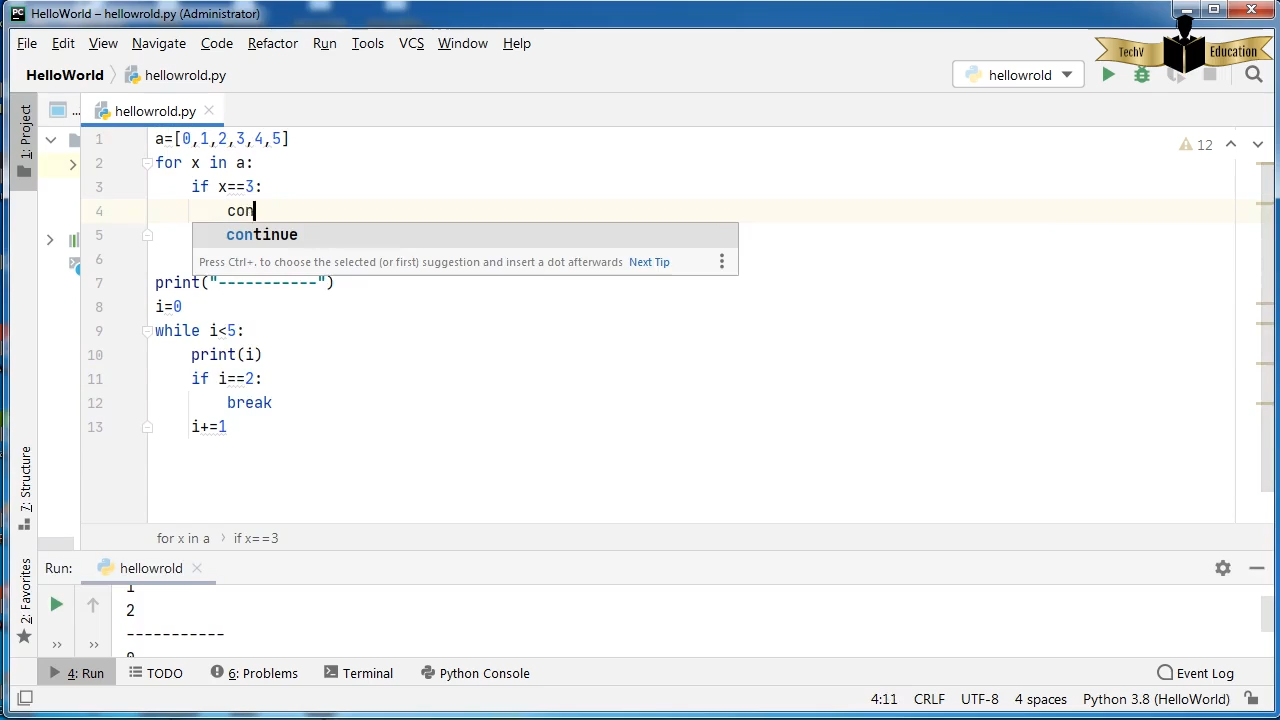 HelloWorld – hellowrold.py (Administrator)
File Edit View Navigate Code Refactor Run Tools VCS Window Help
TechV Education
HelloWorld hellowrold.py hellowrold
1: Project
...
hellowrold.py
12
1 a=[0,1,2,3,4,5]
2 for x in a:
3 if x==3:
4 con
5 continue
6 Press Ctrl+. to choose the selected (or first) suggestion and insert a dot afterwards Next Tip
7 print("-----------")
8 i=0
9 while i<5:
10 print(i)
11 if i==2:
12 break
13 i+=1
7: Structure
for x in a if x==3
Run: hellowrold
2: Favorites
1
2
-----------
4: Run TODO 6: Problems Terminal Python Console Event Log
4:11 CRLF UTF-8 4 spaces Python 3.8 (HelloWorld)